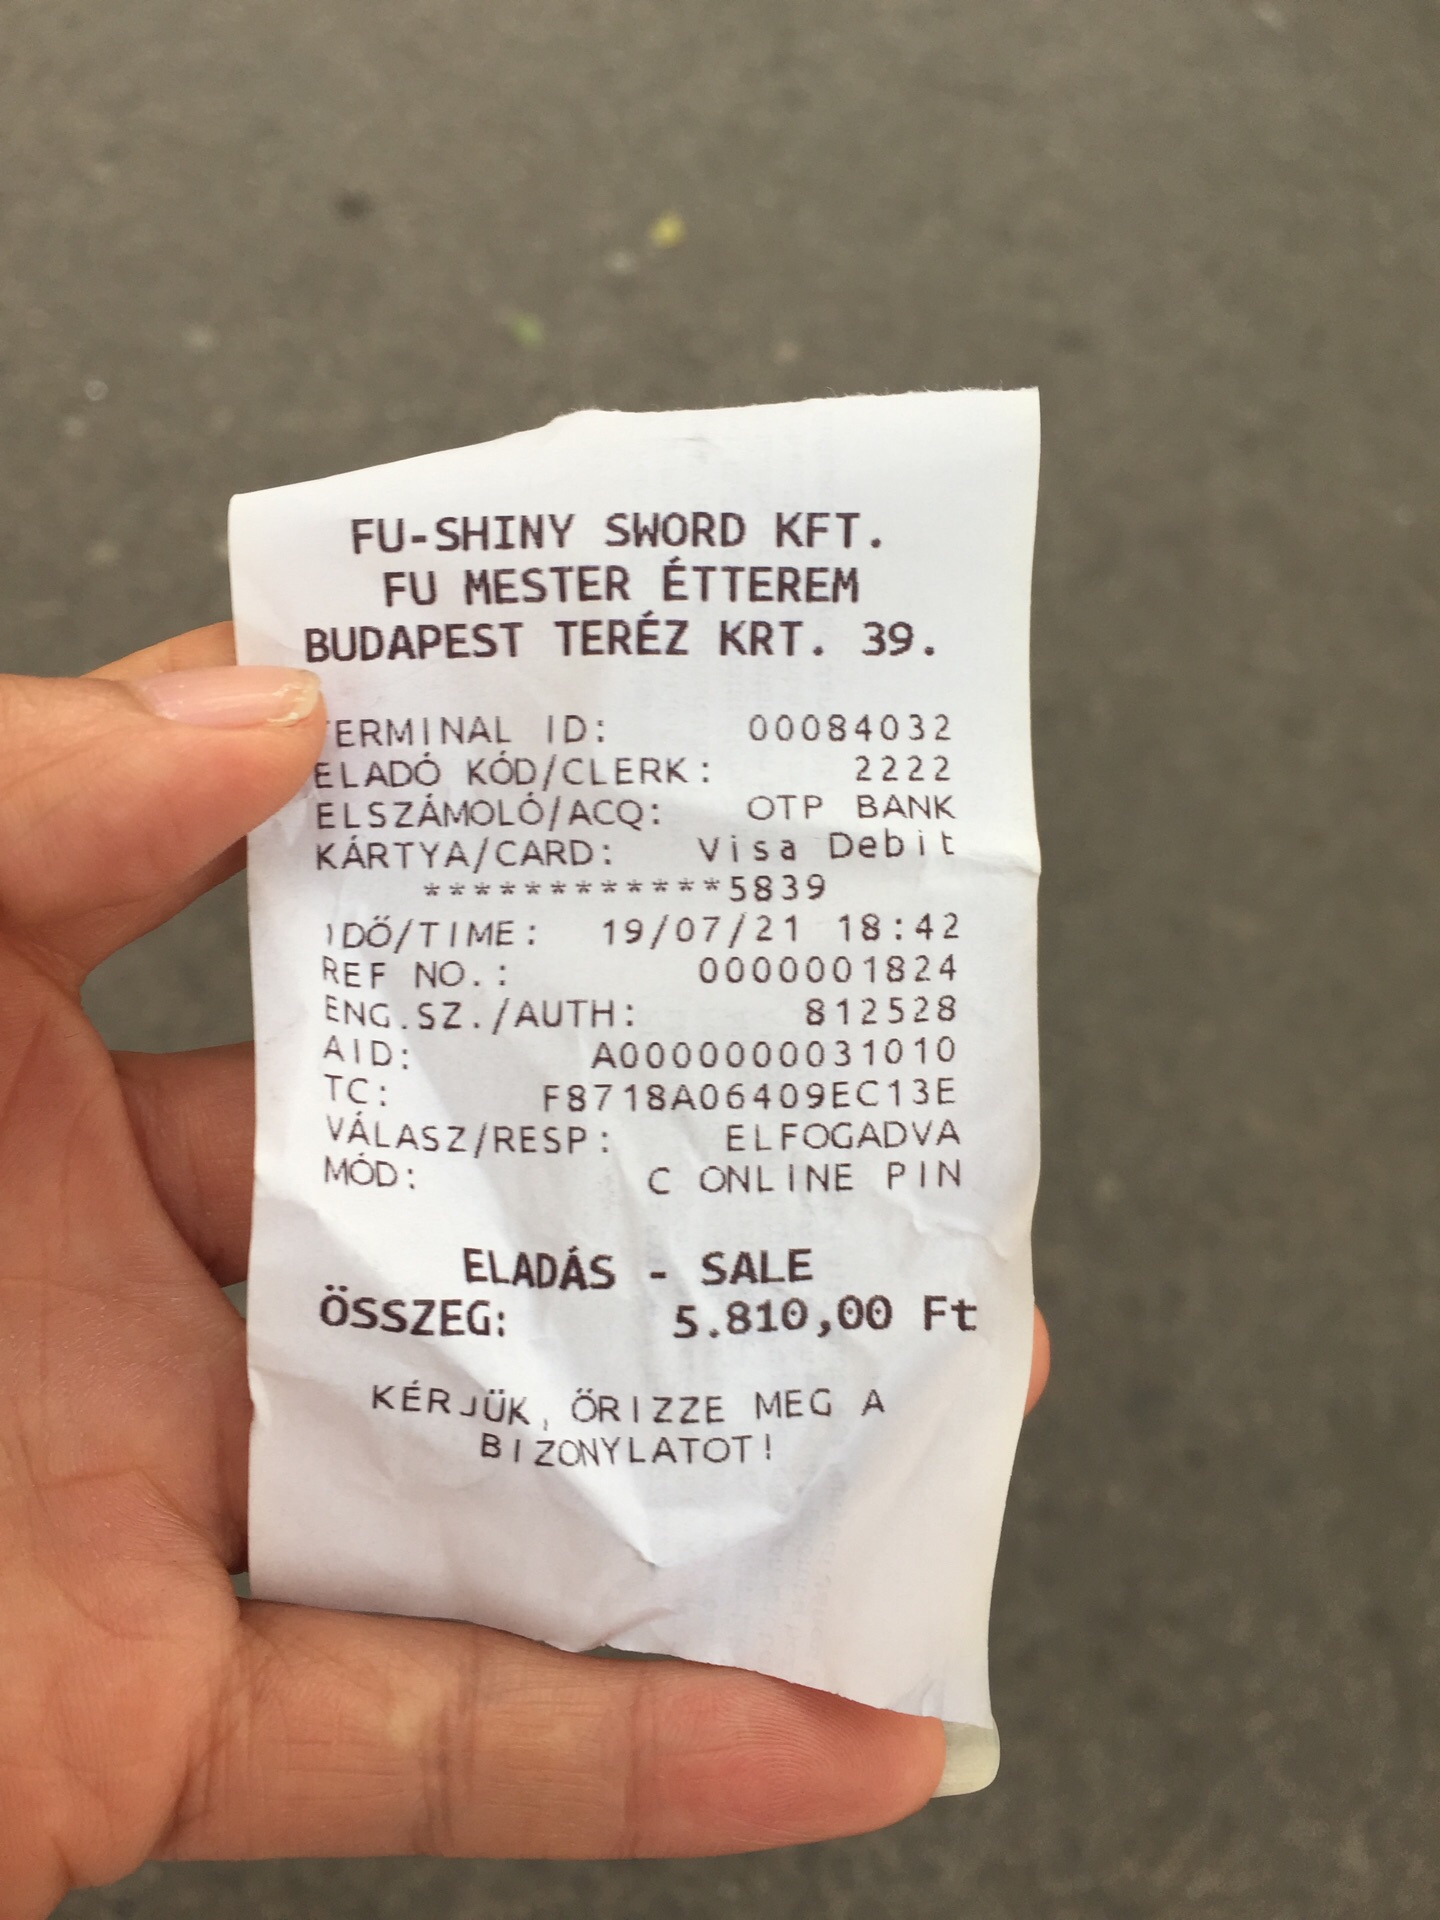 FU-SHINY SWORD KFT.
FU MESTER ÉTTEREM
BUDAPEST TERÉZ KRT. 39.
TERMINAL ID: 00084032
ELADÓ KÓD/CLERK: 2222
ELSZÁMOLÓ/ACQ: OTP BANK
KÁRTYA/CARD: Visa Debit
************5839
IDŐ/TIME: 19/07/21 18:42
REF NO.: 0000001824
ENG.SZ./AUTH: 812528
AID: A0000000031010
TC: F8718A06409EC13E
VÁLASZ/RESP: ELFOGADVA
MÓD: C ONLINE PIN
ELADÁS - SALE
ÖSSZEG: 5.810,00 Ft
KÉRJÜK, ŐRIZZE MEG A
BIZONYLATOT!